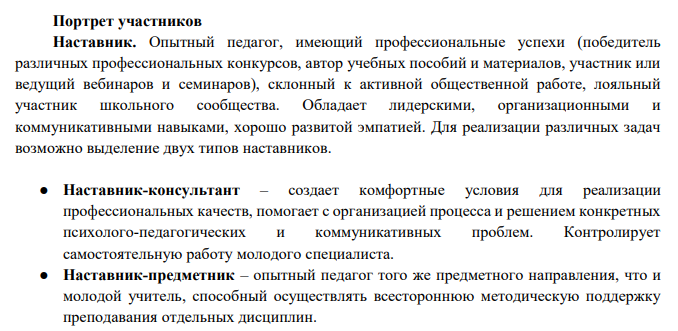 Портрет участников
Наставник. Опытный педагог, имеющий профессиональные успехи (победитель
различных профессиональных конкурсов, автор учебных пособий и материалов, участник или
ведущий вебинаров и семинаров), склонный к активной общественной работе, лояльный
участник школьного сообщества. Обладает лидерскими, организационными и
коммуникативными навыками, хорошо развитой эмпатией. Для реализации различных задач
возможно выделение двух типов наставников.
● Наставник-консультант – создает комфортные условия для реализации
профессиональных качеств, помогает с организацией процесса и решением конкретных
психолого-педагогических и коммуникативных проблем. Контролирует
самостоятельную работу молодого специалиста.
● Наставник-предметник – опытный педагог того же предметного направления, что и
молодой учитель, способный осуществлять всестороннюю методическую поддержку
преподавания отдельных дисциплин.